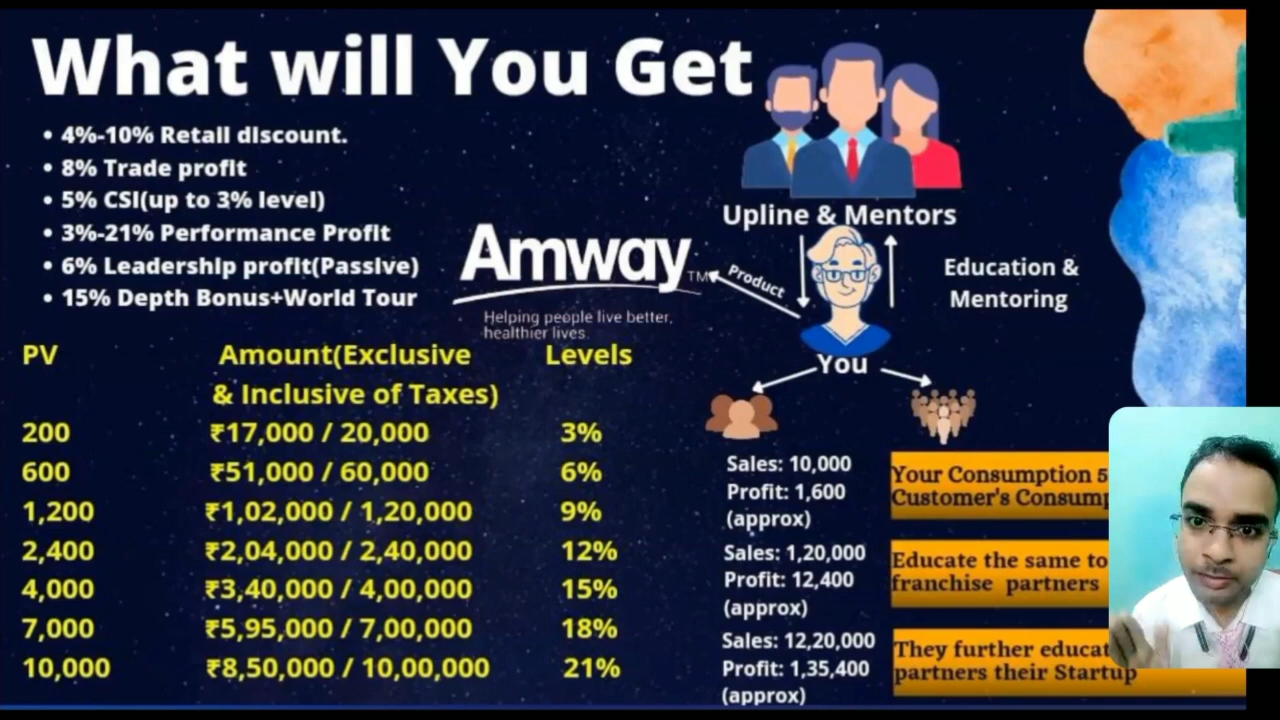 What will You Get
• 4%-10% Retail discount.
• 8% Trade profit
• 5% CSI(up to 3% level)
• 3%-21% Performance Profit
• 6% Leadership profit(Passive)
• 15% Depth Bonus+World Tour
Amway TM
Helping people live better,
healthier lives.
Upline & Mentors
Product
Education &
Mentoring
You
PV Amount(Exclusive Levels
& Inclusive of Taxes)
200 ₹17,000 / 20,000 3%
600 ₹51,000 / 60,000 6%
1,200 ₹1,02,000 / 1,20,000 9%
2,400 ₹2,04,000 / 2,40,000 12%
4,000 ₹3,40,000 / 4,00,000 15%
7,000 ₹5,95,000 / 7,00,000 18%
10,000 ₹8,50,000 / 10,00,000 21%
Sales: 10,000
Profit: 1,600
(approx)
Your Consumption 5
Customer's
Sales: 1,20,000
Profit: 12,400
(approx)
Educate the same to
franchise partners
Sales: 12,20,000
Profit: 1,35,400
(approx)
They further
partners their Startup